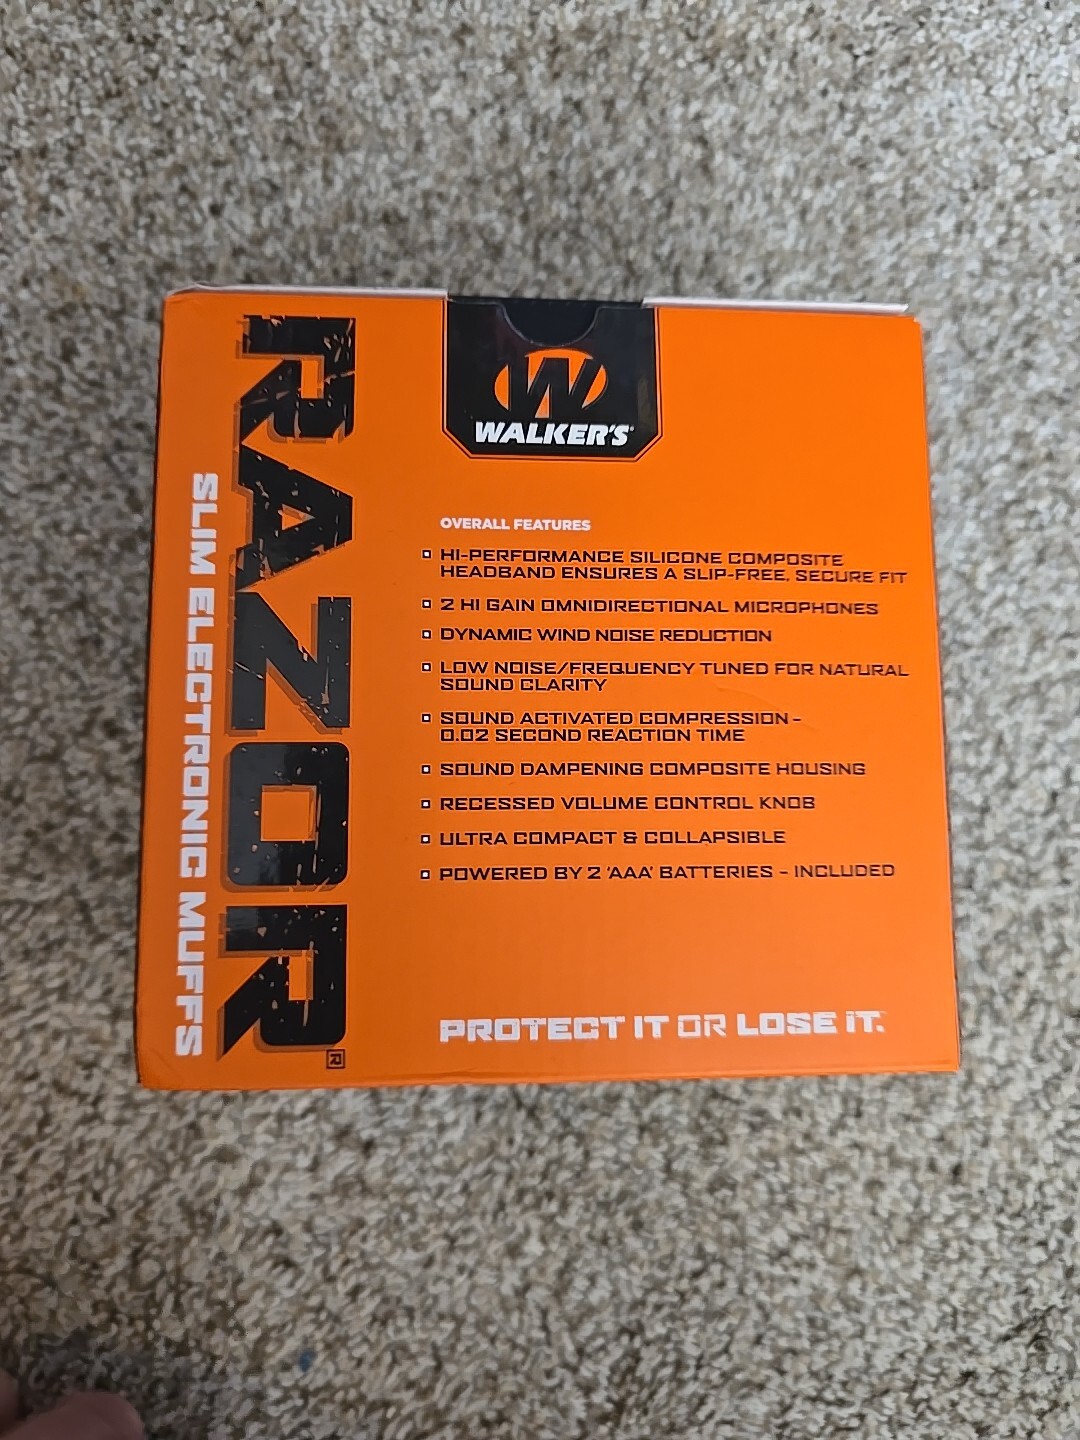 RAZOR®
SLIM ELECTRONIC MUFFS
W
WALKER'S®
OVERALL FEATURES
HI-PERFORMANCE SILICONE COMPOSITE
HEADBAND ENSURES A SLIP-FREE, SECURE FIT
2 HI GAIN OMNIDIRECTIONAL MICROPHONES
DYNAMIC WIND NOISE REDUCTION
LOW NOISE/FREQUENCY TUNED FOR NATURAL
SOUND CLARITY
SOUND ACTIVATED COMPRESSION -
0.02 SECOND REACTION TIME
SOUND DAMPENING COMPOSITE HOUSING
RECESSED VOLUME CONTROL KNOB
ULTRA COMPACT & COLLAPSIBLE
POWERED BY 2 'AAA' BATTERIES - INCLUDED
PROTECT IT OR LOSE IT.